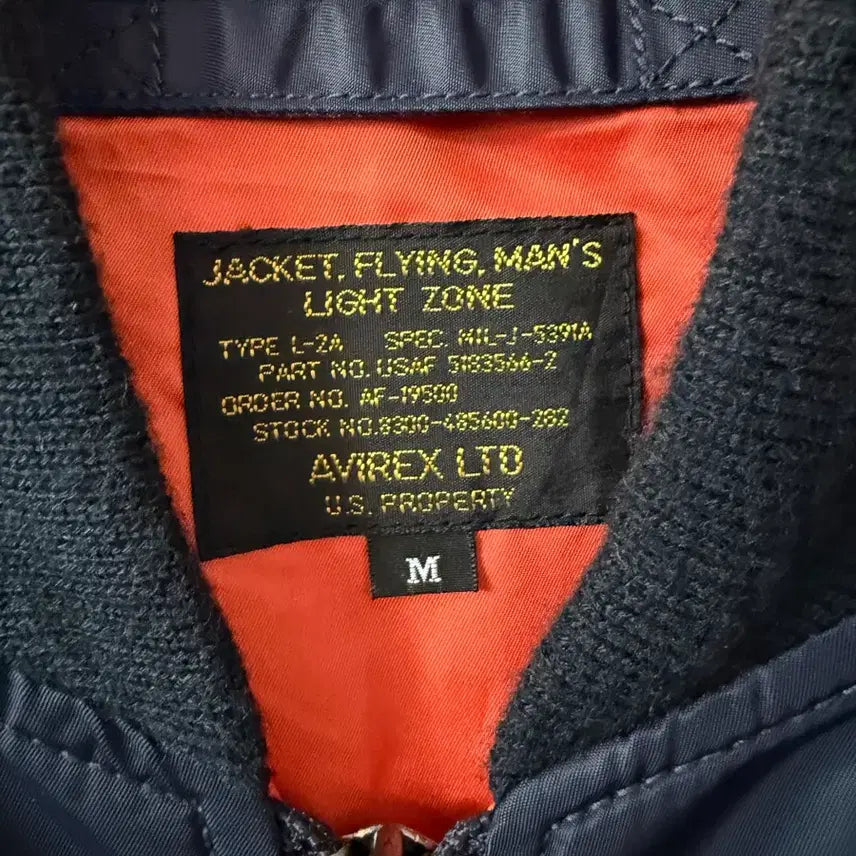 JACKET, FLYING, MAN'S
LIGHT ZONE
TYPE L-2A SPEC. MIL-J-5391A
PART NO. USAF 5183566-2
ORDER NO. AF-19500
STOCK NO. 8300-485600-282
AVIREX LTD
U.S. PROPERTY
M